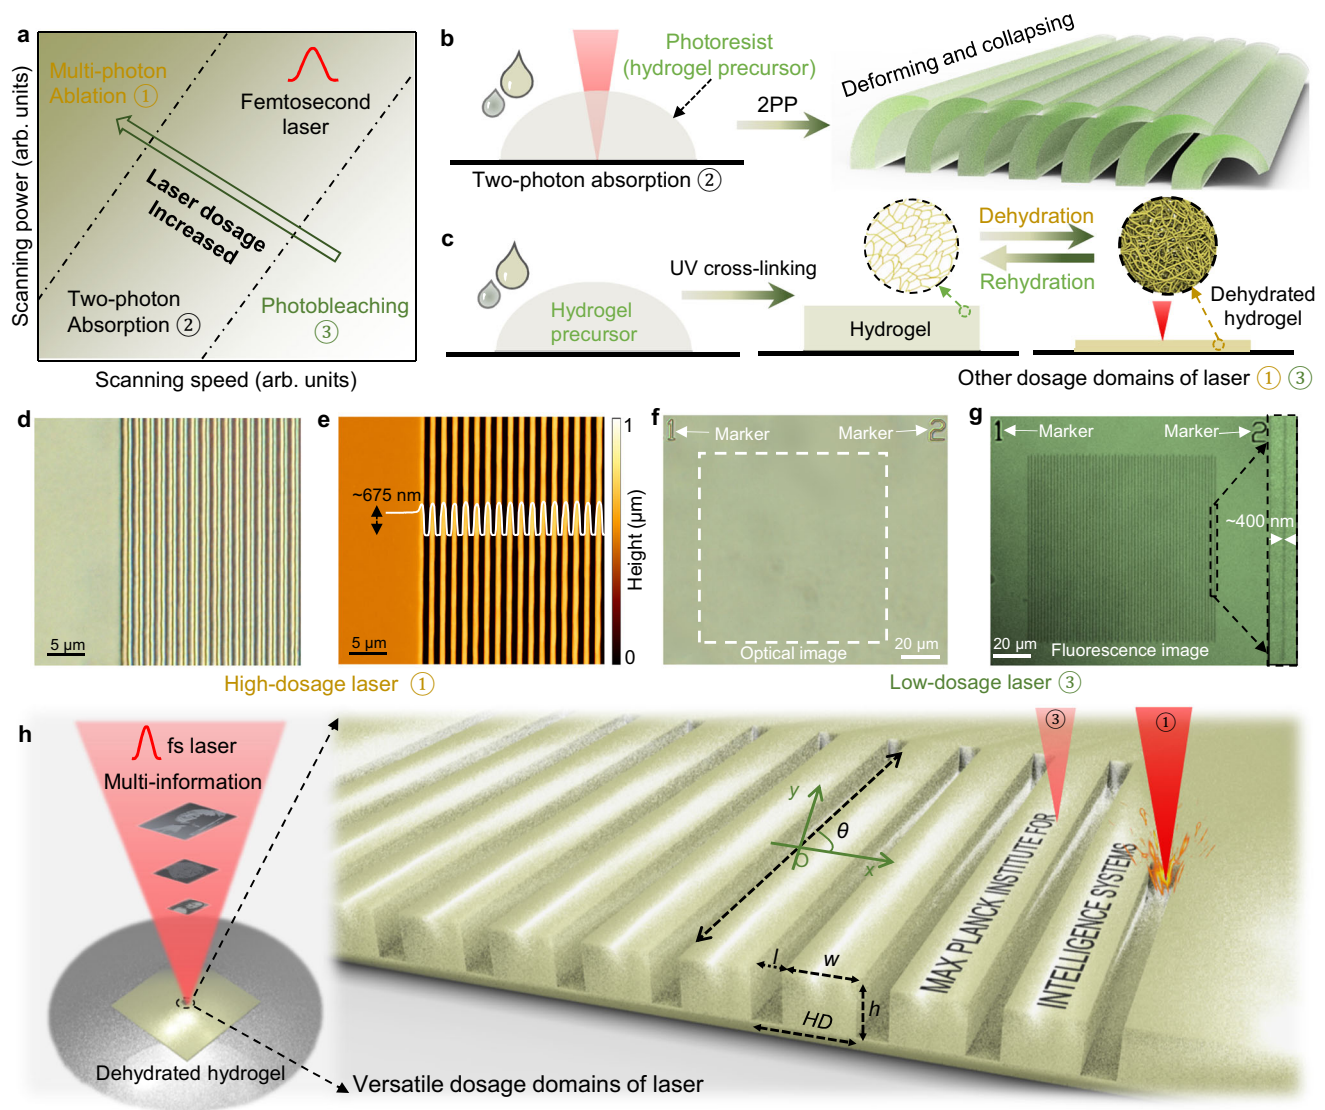 a
Multi-photon
Ablation ①
Femtosecond
laser
Laser dosage
Increased
Two-photon
Absorption ②
Photobleaching
③
Scanning power (arb. units)
Scanning speed (arb. units)
b
Photoresist
(hydrogel precursor)
2PP
Deforming and collapsing
Two-photon absorption ②
c
Hydrogel
precursor
UV cross-linking
Hydrogel
Dehydration
Rehydration
Dehydrated
hydrogel
Other dosage domains of laser ① ③
d
5 µm
e
~675 nm
5 µm
1
Height (µm)
0
High-dosage laser ①
f
1
Marker
Marker
2
Optical image
20 µm
g
1
Marker
Marker
2
~400 nm
20 µm
Fluorescence image
Low-dosage laser ③
h
fs laser
Multi-information
Dehydrated hydrogel
Versatile dosage domains of laser
y
θ
O
x
l
w
h
HD
③
①
MAX PLANCK INSTITUTE FOR
INTELLIGENCE SYSTEMS